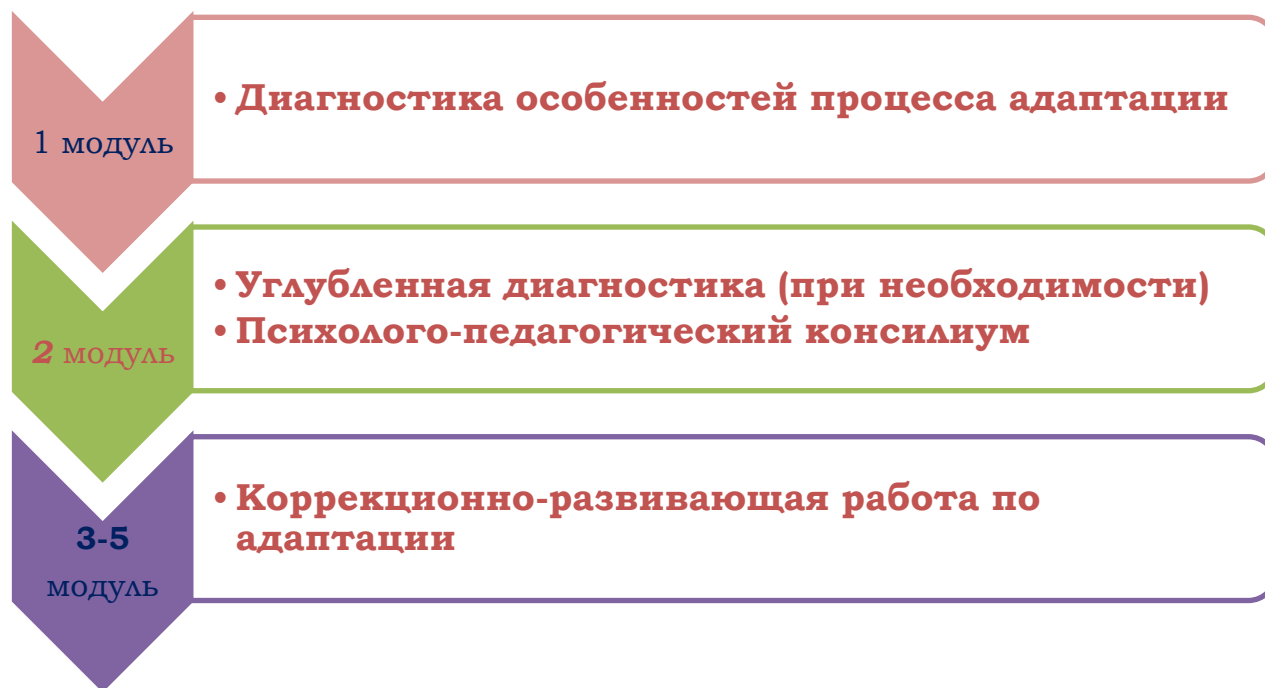 1 модуль
• Диагностика особенностей процесса адаптации
2 модуль
• Углубленная диагностика (при необходимости)
• Психолого-педагогический консилиум
3-5
модуль
• Коррекционно-развивающая работа по
адаптации